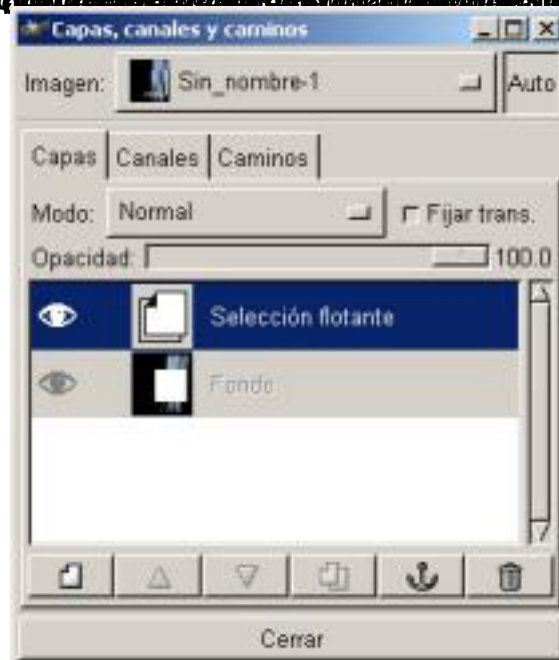 Capas, canales y caminos
Imagen: Sin_nombre-1 Auto
Capas Canales Caminos
Modo: Normal Fijar trans.
Opacidad: 100.0
Selección flotante
Fondo
Cerrar